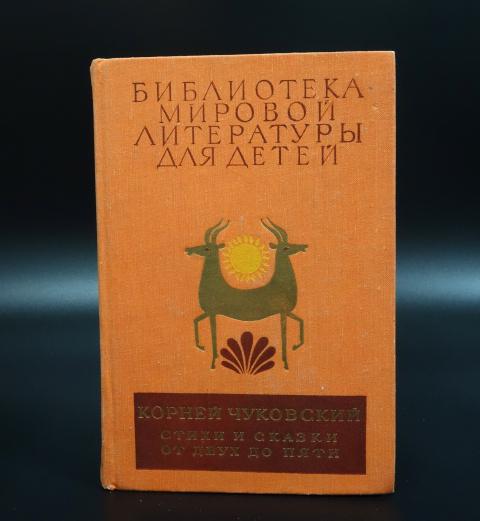 БИБЛИОТЕКА
МИРОВОЙ
ЛИТЕРАТУРЫ
ДЛЯ ДЕТЕЙ
КОРНЕЙ ЧУКОВСКИЙ
СТИХИ И СКАЗКИ
ОТ ДВУХ ДО ПЯТИ